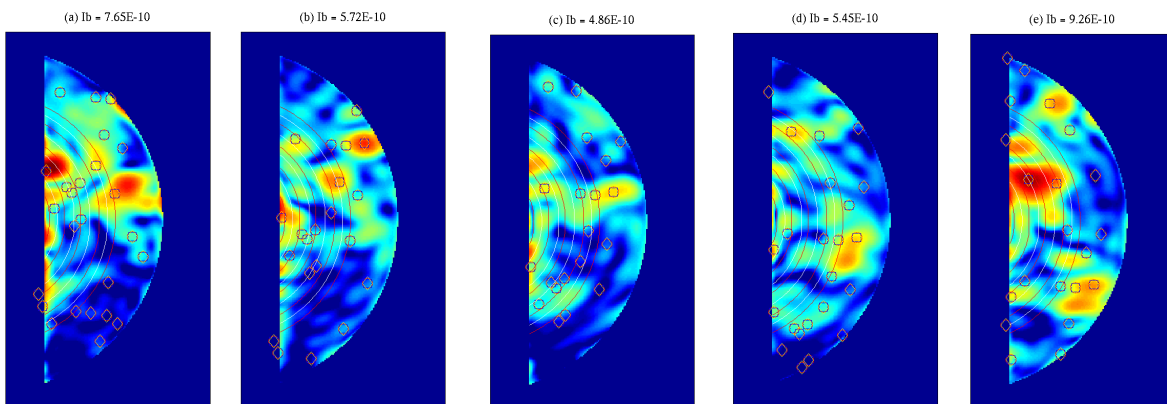 (a) Ib = 7.65E-10
(b) Ib = 5.72E-10
(c) Ib = 4.86E-10
(d) Ib = 5.45E-10
(e) Ib = 9.26E-10